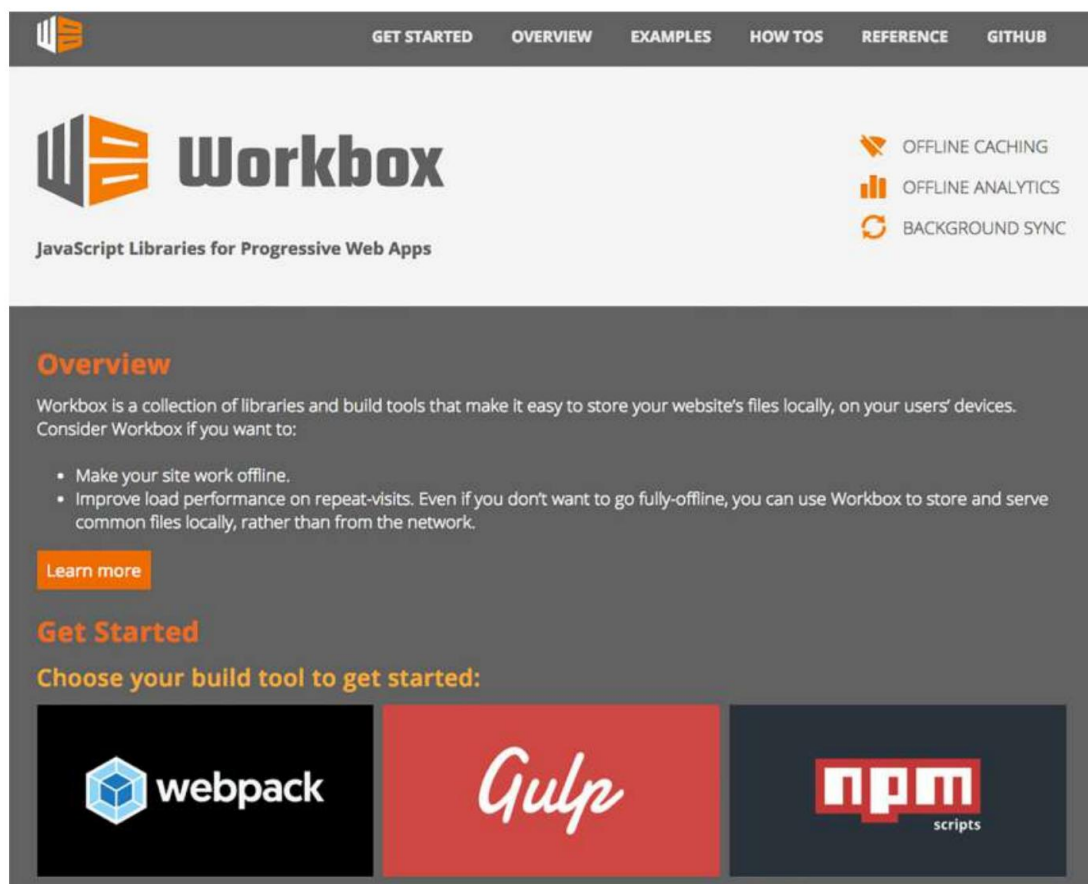 GET STARTED OVERVIEW EXAMPLES HOW TOS REFERENCE GITHUB
Workbox
JavaScript Libraries for Progressive Web Apps
OFFLINE CACHING
OFFLINE ANALYTICS
BACKGROUND SYNC
Overview
Workbox is a collection of libraries and build tools that make it easy to store your website's files locally, on your users' devices.
Consider Workbox if you want to:
• Make your site work offline.
• Improve load performance on repeat-visits. Even if you don't want to go fully-offline, you can use Workbox to store and serve
common files locally, rather than from the network.
Learn more
Get Started
Choose your build tool to get started:
webpack
Gulp
npm
scripts